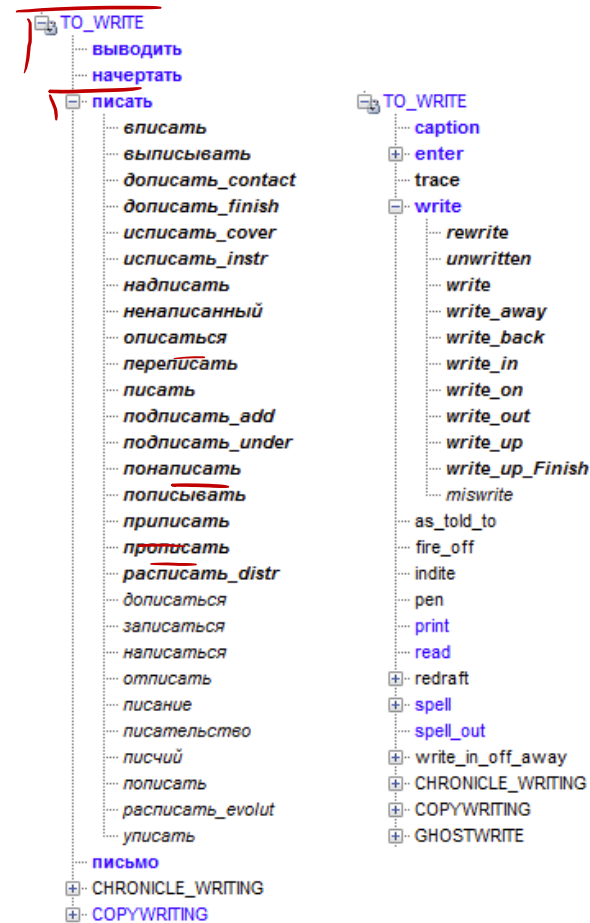 TO_WRITE
выводить
начертать
писать
вписать
выписывать
дописать_contact
дописать_finish
исписать_cover
исписать_instr
надписать
ненаписанный
описаться
переписать
писать
подписать_add
подписать_under
понаписать
пописывать
приписать
прописать
расписать_distr
дописаться
записаться
написаться
отписать
писание
писательство
писчий
пописать
расписать_evolut
уписать
письмо
CHRONICLE_WRITING
COPYWRITING
TO_WRITE
caption
enter
trace
write
rewrite
unwritten
write
write_away
write_back
write_in
write_on
write_out
write_up
write_up_Finish
miswrite
as_told_to
fire_off
indite
pen
print
read
redraft
spell
spell_out
write_in_off_away
CHRONICLE_WRITING
COPYWRITING
GHOSTWRITE